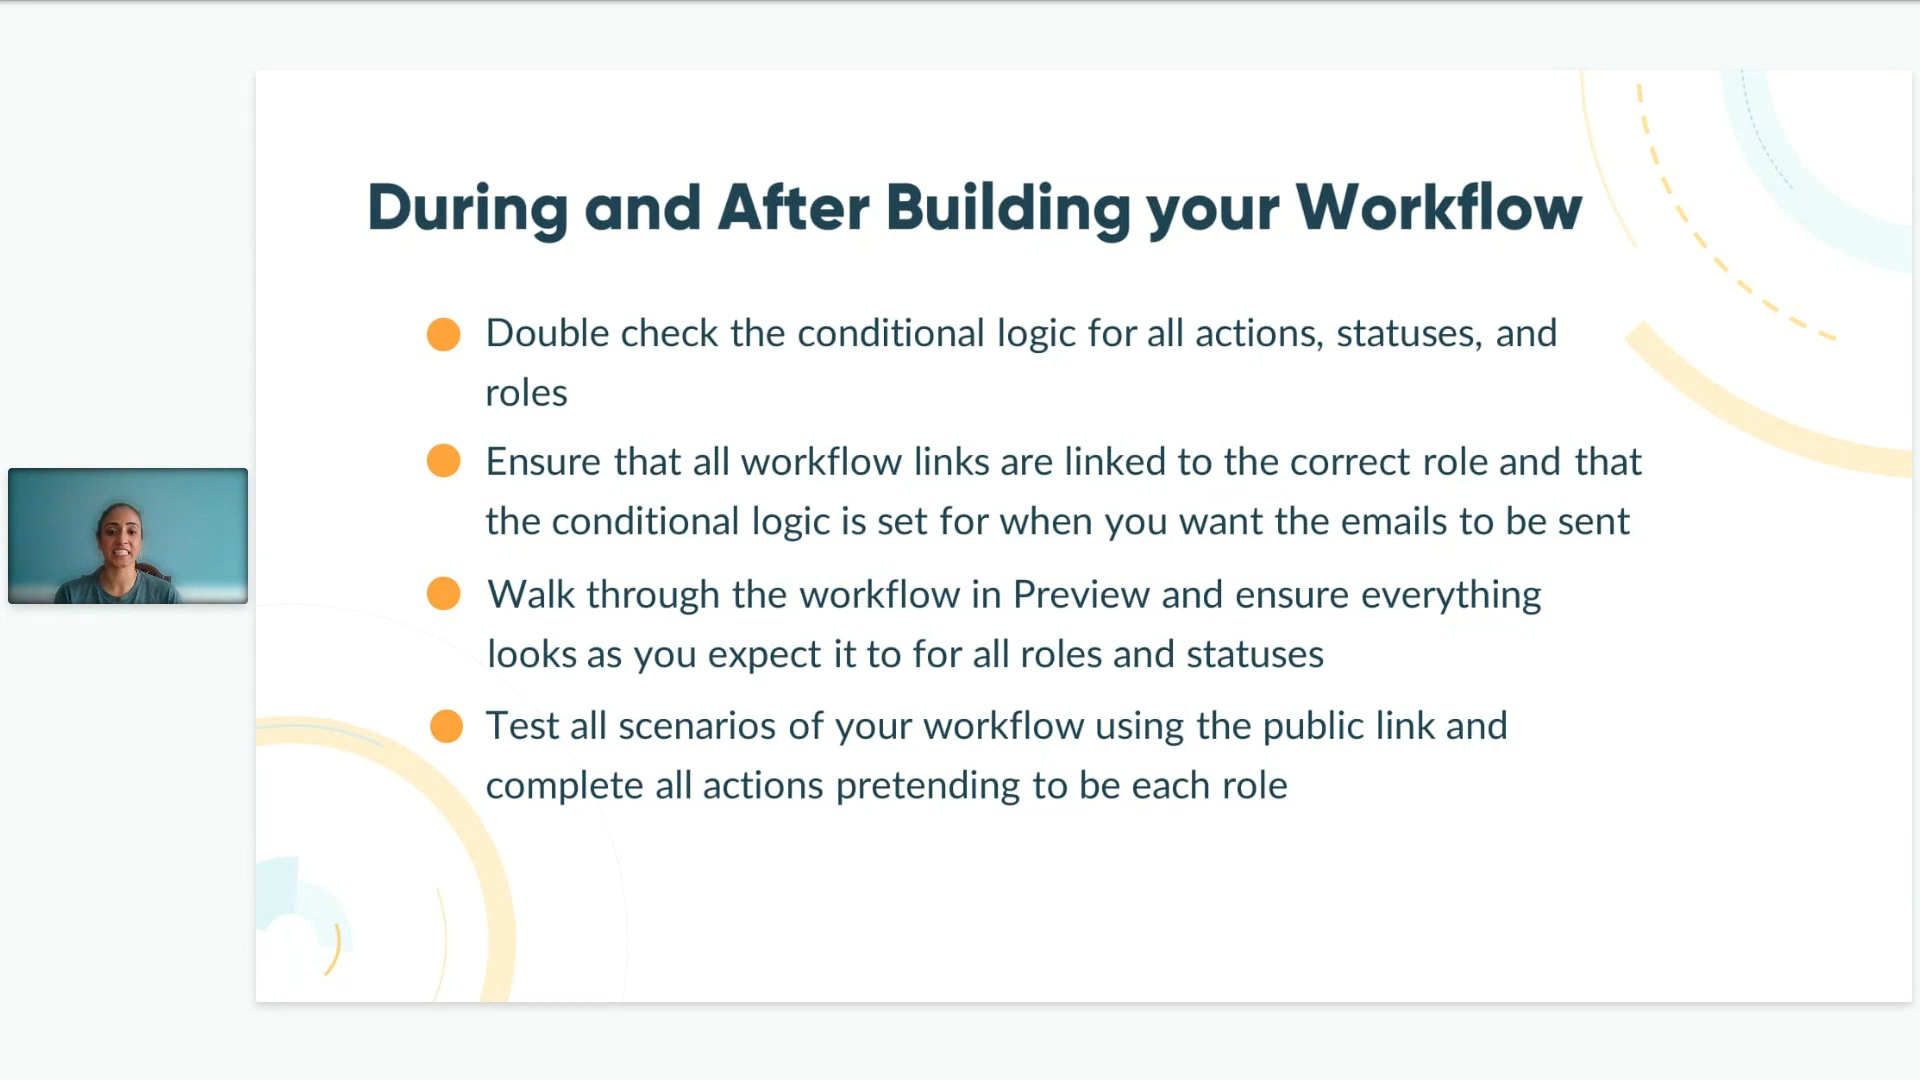 During and After Building your Workflow
Double check the conditional logic for all actions, statuses, and
roles
Ensure that all workflow links are linked to the correct role and that
the conditional logic is set for when you want the emails to be sent
Walk through the workflow in Preview and ensure everything
looks as you expect it to for all roles and statuses
Test all scenarios of your workflow using the public link and
complete all actions pretending to be each role